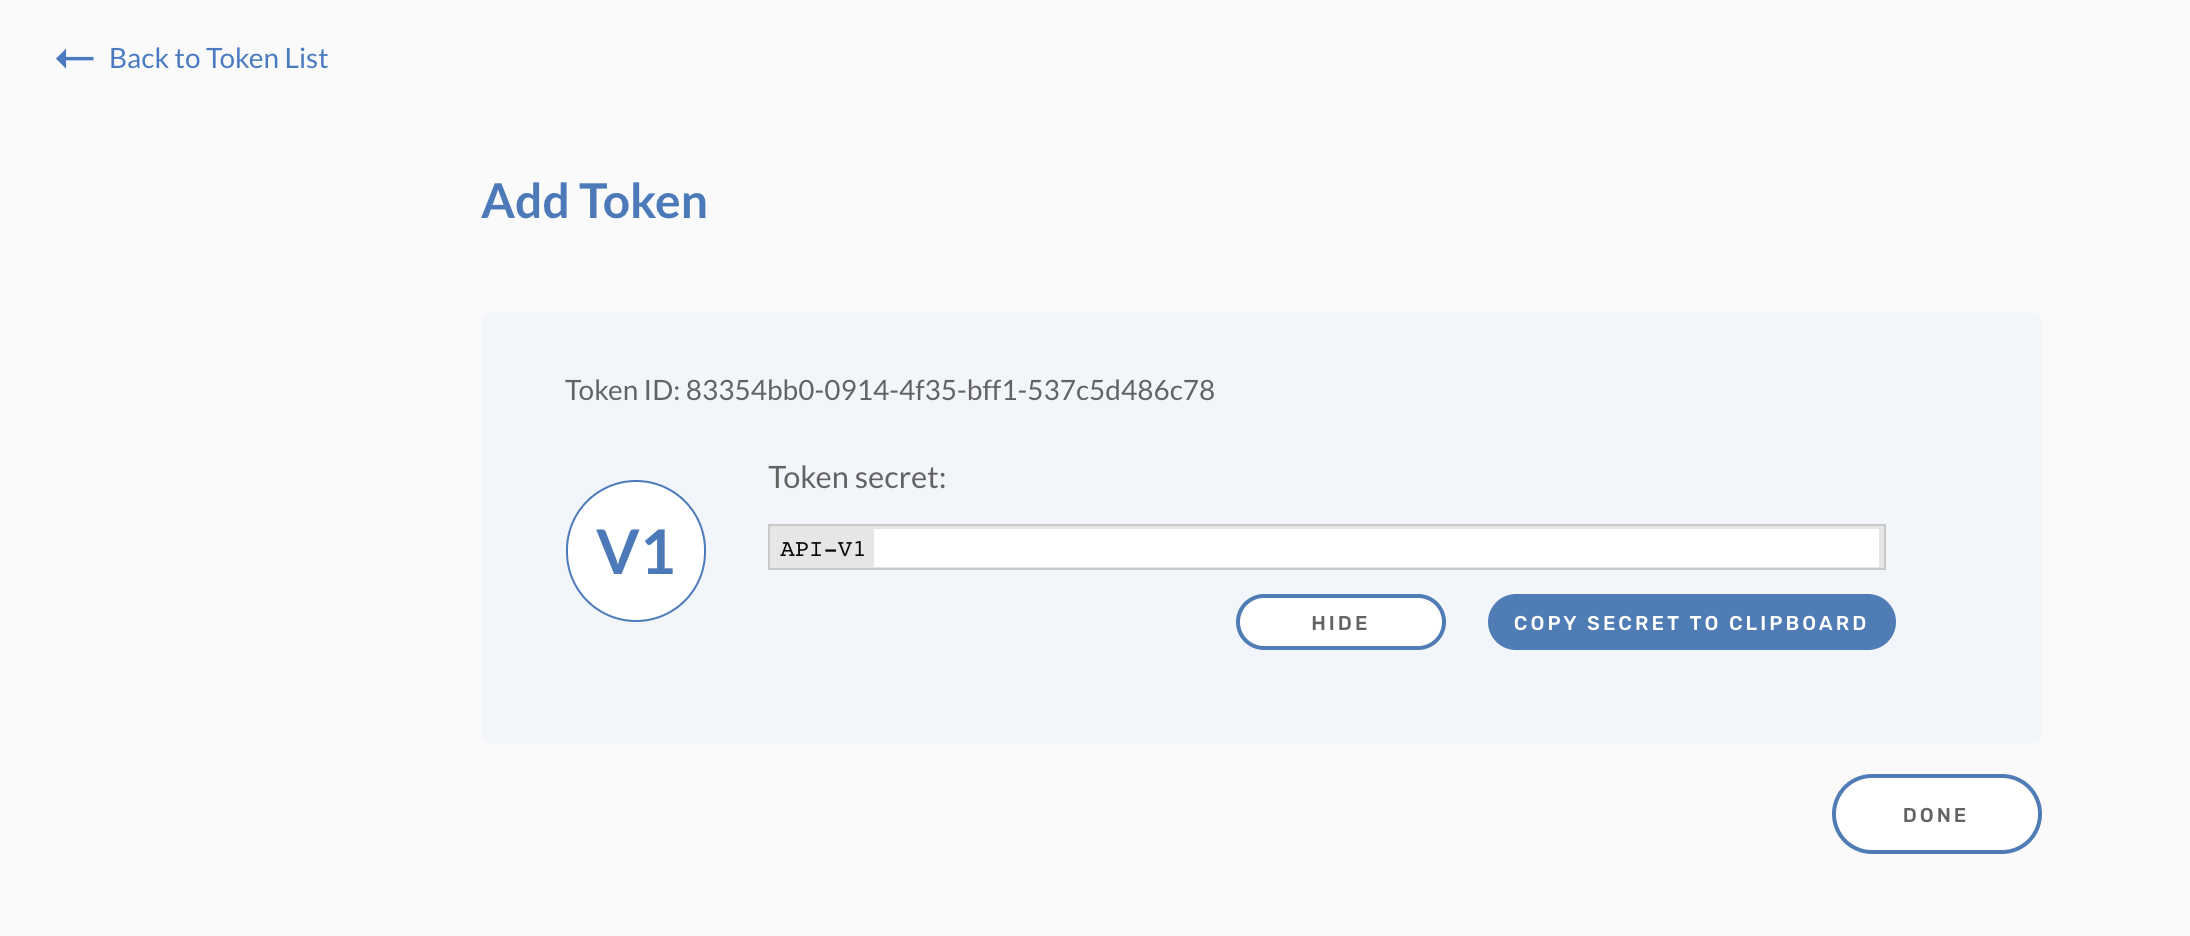 Back to Token List
Add Token
Token ID: 83354bb0-0914-4f35-bff1-537c5d486c78
Token secret:
V1
API-V1
HIDE
COPY SECRET TO CLIPBOARD
DONE